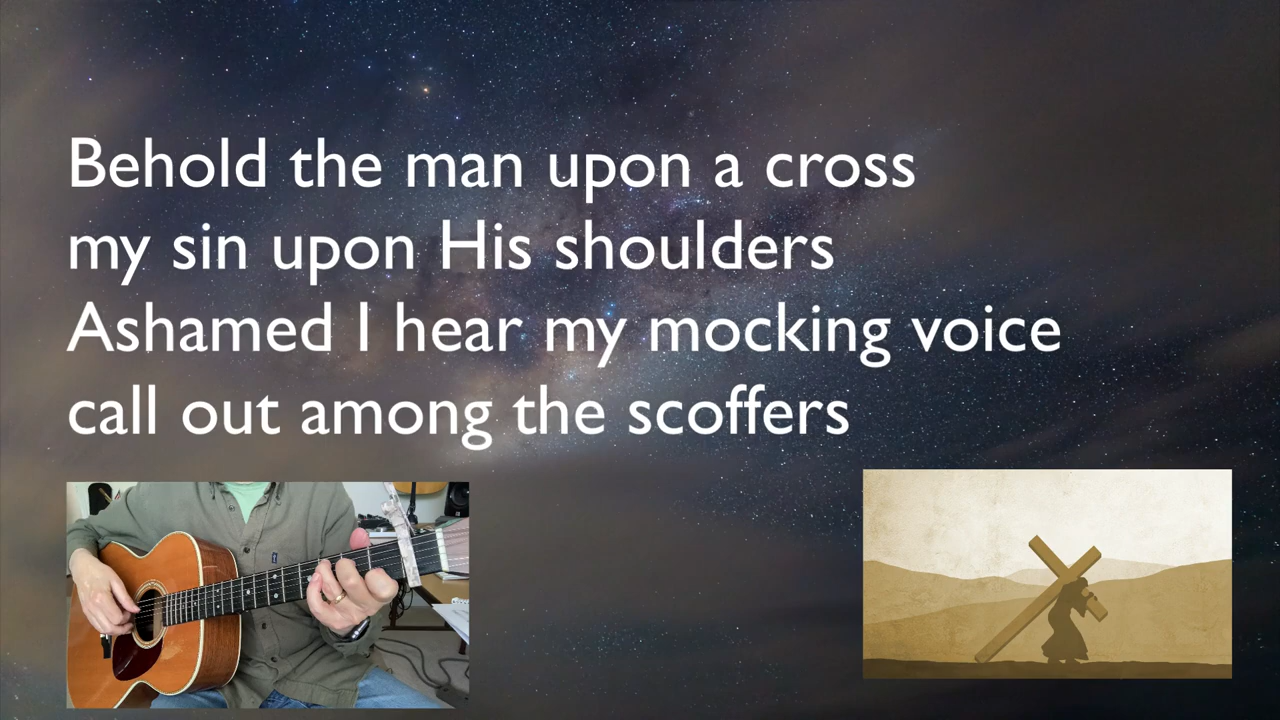 Behold the man upon a cross
my sin upon His shoulders
Ashamed I hear my mocking voice
call out among the scoffers